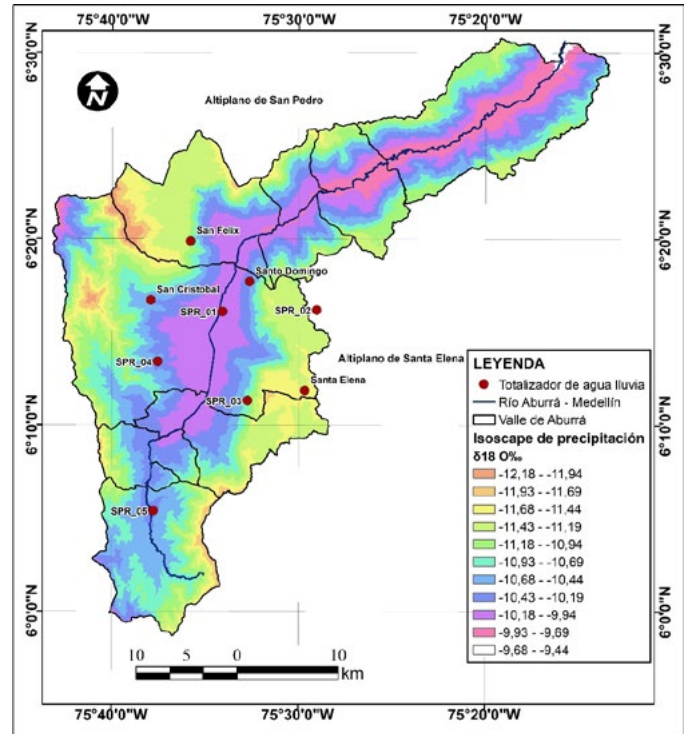 75°40'0"W 75°30'0"W 75°20'0"W
6°30'0"N 6°30'0"N
Altiplano de San Pedro
N
6°20'0"N 6°20'0"N
San Felix
Santo Domingo
San Cristobal
SPR_01
SPR_02
Altiplano de Santa Elena
SPR_04
Santa Elena
SPR_03
6°10'0"N 6°10'0"N
SPR_05
6°0'0"N 6°0'0"N
LEYENDA
Totalizador de agua lluvia
Río Aburrá - Medellín
Valle de Aburrá
Isoscape de precipitación
δ18 O‰
-12,18 - -11,94
-11,93 - -11,69
-11,68 - -11,44
-11,43 - -11,19
-11,18 - -10,94
-10,93 - -10,69
-10,68 - -10,44
-10,43 - -10,19
-10,18 - -9,94
-9,93 - -9,69
-9,68 - -9,44
10 5 0 10
km
75°40'0"W 75°30'0"W 75°20'0"W